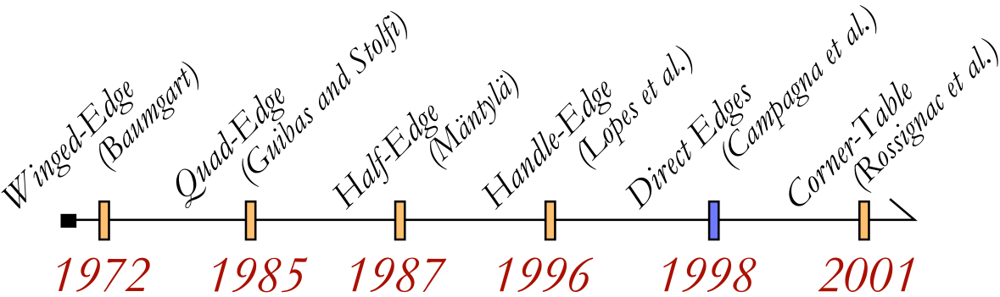 Winged-Edge
(Baumgart)
Quad-Edge
(Guibas and Stolfi)
Half-Edge
(Mäntylä)
Handle-Edge
(Lopes et al.)
Direct Edges
(Campagna et al.)
Corner-Table
(Rossignac et al.)
1972
1985
1987
1996
1998
2001